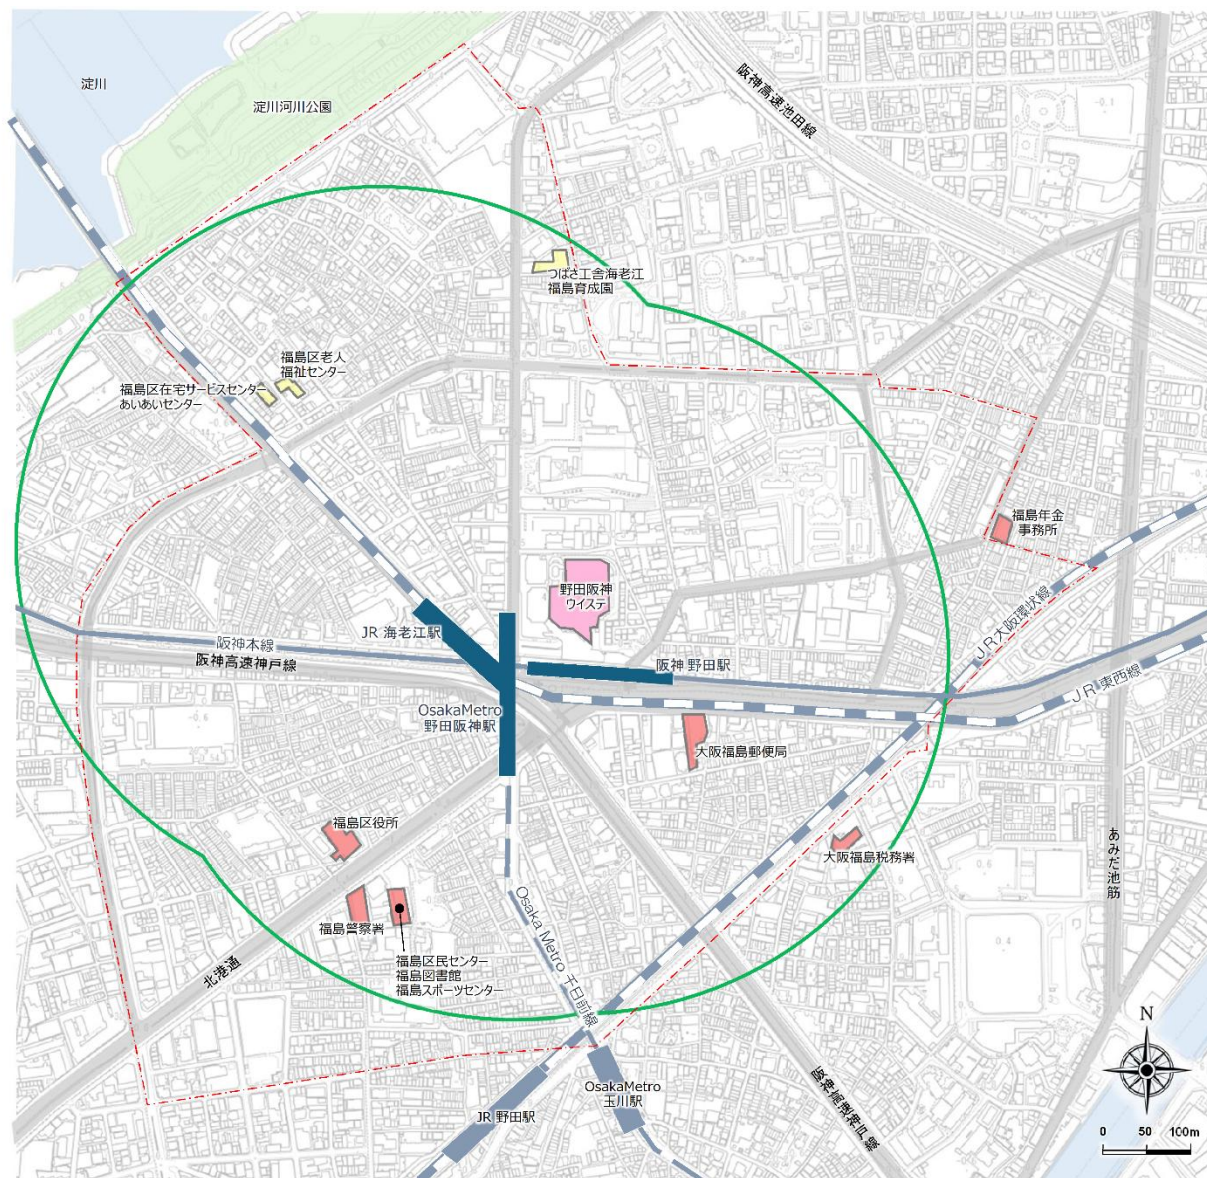 淀川
淀川河川公園
阪神高速池田線
つばさ工舎海老江
福島育成園
福島区老人
福祉センター
福島区在宅サービスセンター
あいあいセンター
福島年金
事務所
野田阪神
ウイステ
JR 海老江駅
阪神本線
阪神高速神戸線
阪神 野田駅
JR大阪環状線
JR東西線
OsakaMetro
野田阪神駅
大阪福島郵便局
福島区役所
大阪福島税務署
あみだ池筋
福島警察署
福島区民センター
福島図書館
福島スポーツセンター
北港通
Osaka Metro 千日前線
OsakaMetro
玉川駅
JR 野田駅
阪神高速神戸線
N
0 50 100m